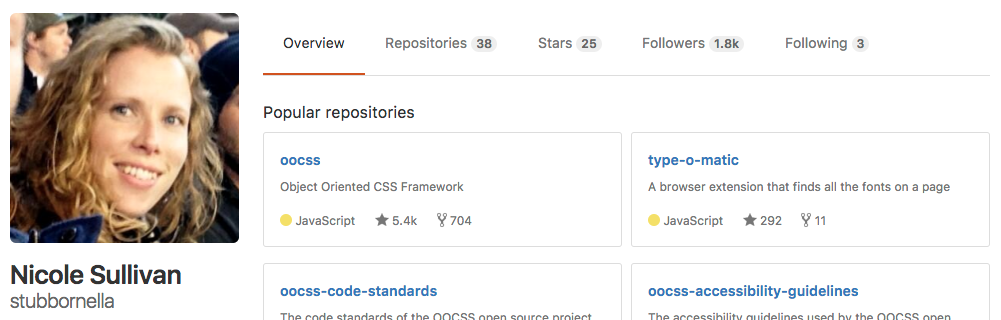 Overview Repositories 38 Stars 25 Followers 1.8k Following 3
Popular repositories
oocss
Object Oriented CSS Framework
JavaScript 5.4k 704
type-o-matic
A browser extension that finds all the fonts on a page
JavaScript 292 11
Nicole Sullivan
stubbornella
oocss-code-standards
The code standards of the OOCSS open source project
oocss-accessibility-guidelines
The accessibility guidelines used by the OOCSS open